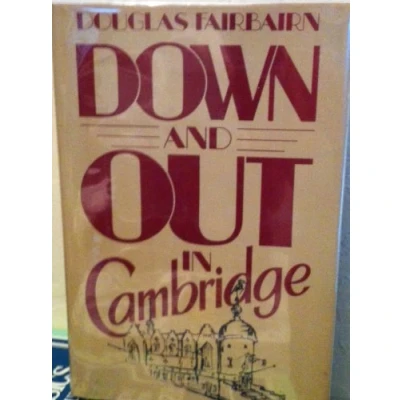 DOUGLAS FAIRBAIRN
DOWN
AND
OUT
IN
Cambridge